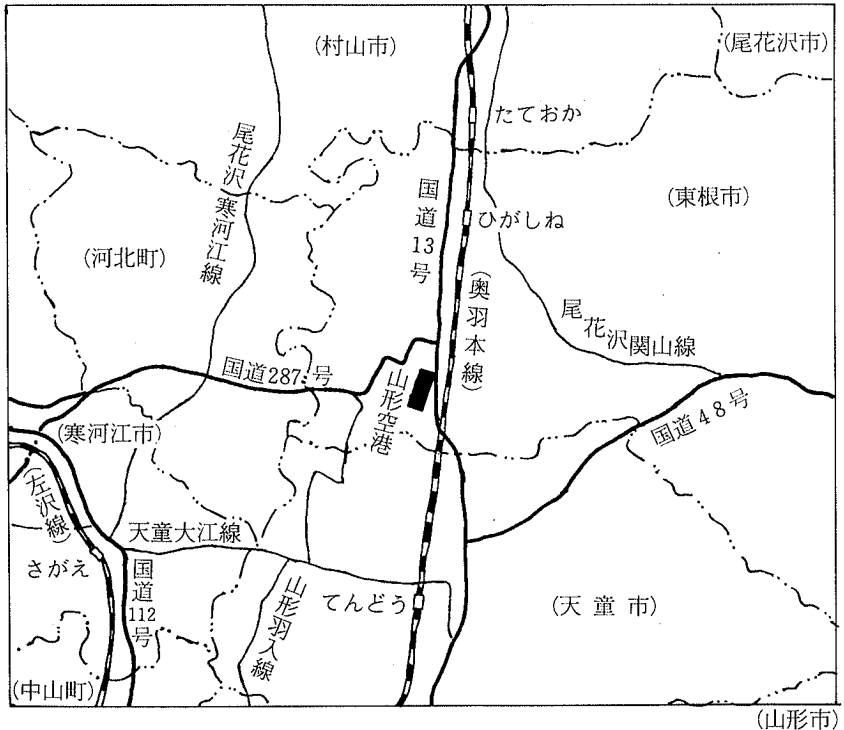 (村山市)
(尾花沢市)
たておか
尾花沢寒河江線
国道13号
ひがしね
(東根市)
(河北町)
(奥羽本線)
尾花沢関山線
国道287号
山形空港
国道48号
(寒河江市)
(左沢線)
天童大江線
さがえ
国道112号
山形羽入線
てんどう
(天童市)
(中山町)
(山形市)